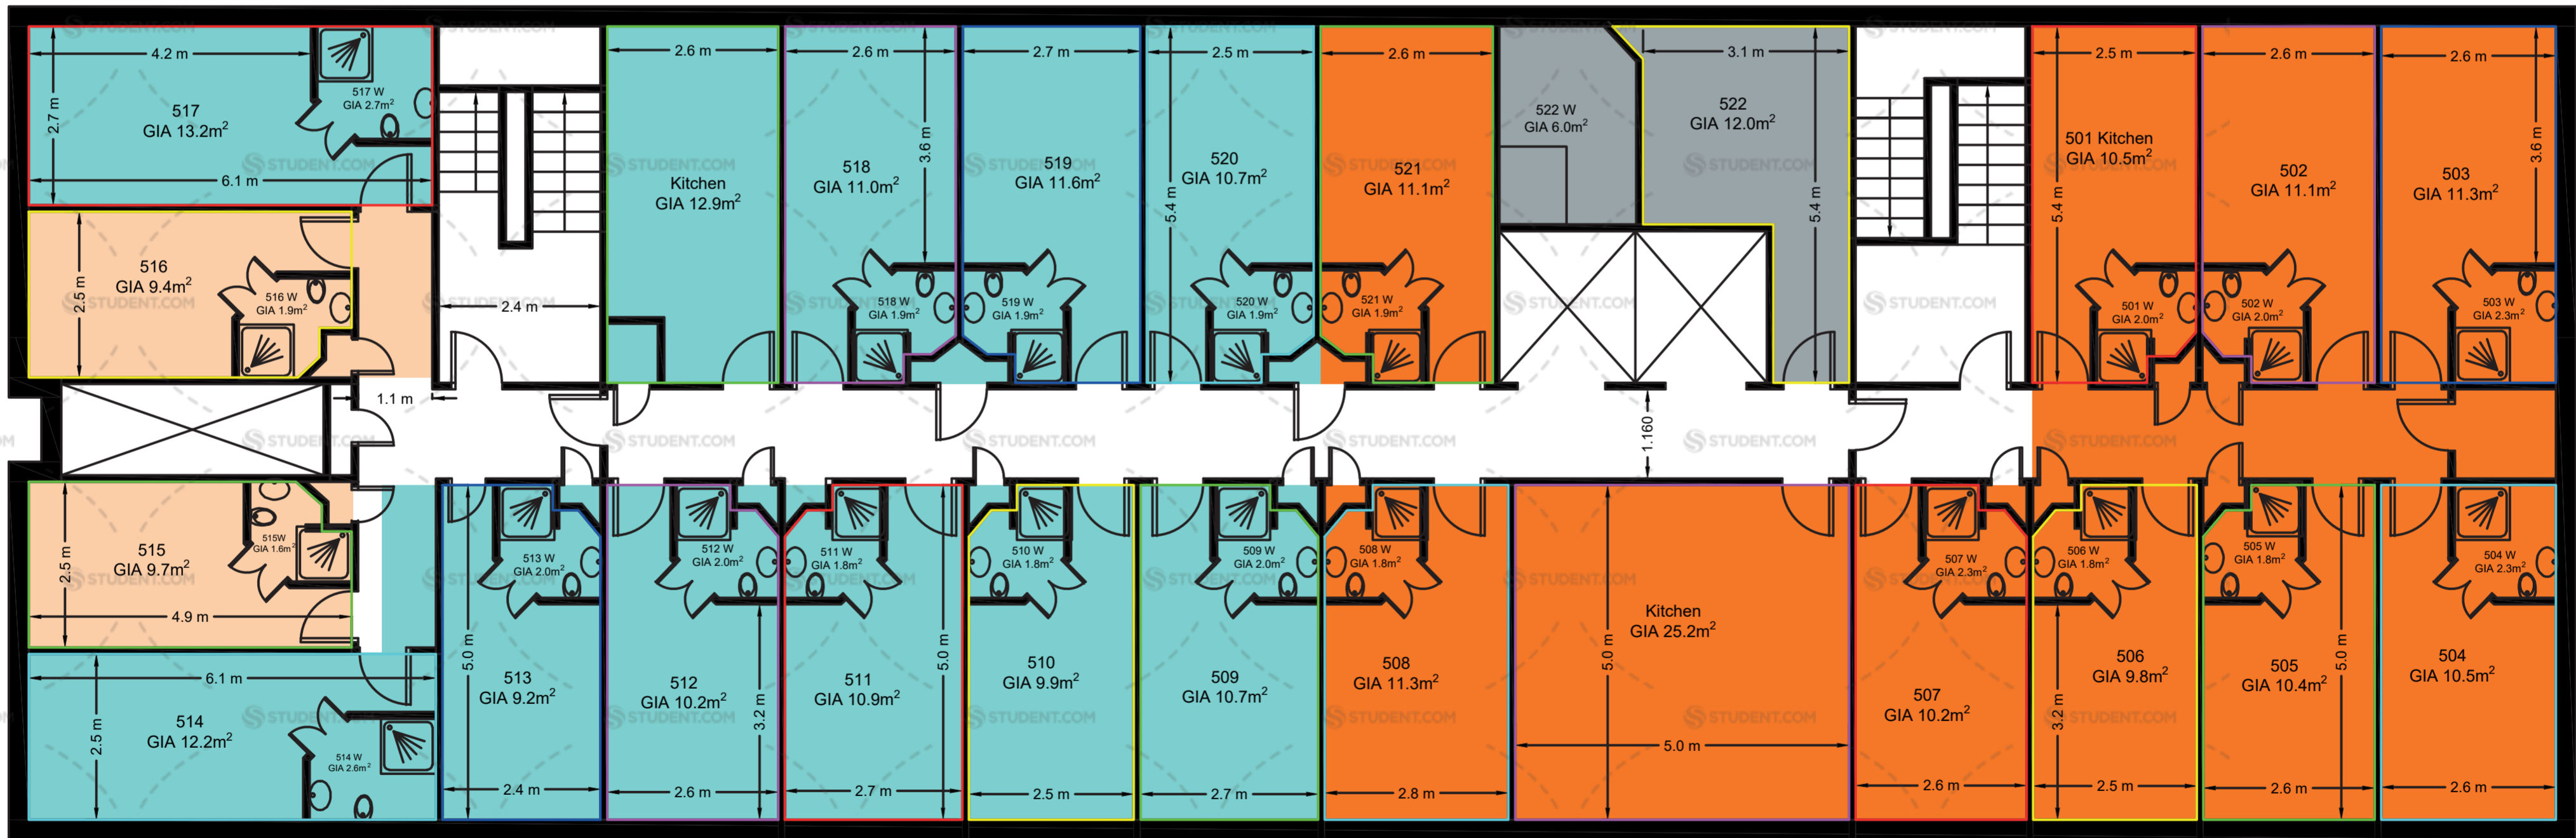 4.2 m
2.7 m
517
GIA 13.2m²
517 W
GIA 2.7m²
6.1 m
2.6 m
Kitchen
GIA 12.9m²
2.6 m
3.6 m
518
GIA 11.0m²
518 W
GIA 1.9m²
2.7 m
519
GIA 11.6m²
519 W
GIA 1.9m²
2.5 m
5.4 m
520
GIA 10.7m²
520 W
GIA 1.9m²
2.6 m
521
GIA 11.1m²
521 W
GIA 1.9m²
522 W
GIA 6.0m²
3.1 m
522
GIA 12.0m²
5.4 m
2.5 m
501 Kitchen
GIA 10.5m²
5.4 m
501 W
GIA 2.0m²
2.6 m
502
GIA 11.1m²
502 W
GIA 2.0m²
2.6 m
3.6 m
503
GIA 11.3m²
503 W
GIA 2.3m²
516
GIA 9.4m²
2.5 m
516 W
GIA 1.9m²
2.4 m
1.1 m
1.160
515
GIA 9.7m²
2.5 m
515W
GIA 1.6m²
4.9 m
6.1 m
2.5 m
514
GIA 12.2m²
514 W
GIA 2.6m²
513 W
GIA 2.0m²
5.0 m
513
GIA 9.2m²
2.4 m
512 W
GIA 2.0m²
512
GIA 10.2m²
3.2 m
2.6 m
511 W
GIA 1.8m²
511
GIA 10.9m²
5.0 m
2.7 m
510 W
GIA 1.8m²
510
GIA 9.9m²
2.5 m
509 W
GIA 2.0m²
509
GIA 10.7m²
2.7 m
508 W
GIA 1.8m²
508
GIA 11.3m²
2.8 m
Kitchen
GIA 25.2m²
5.0 m
5.0 m
507 W
GIA 2.3m²
507
GIA 10.2m²
2.6 m
506 W
GIA 1.8m²
506
GIA 9.8m²
3.2 m
2.5 m
505 W
GIA 1.8m²
505
GIA 10.4m²
5.0 m
2.6 m
504 W
GIA 2.3m²
504
GIA 10.5m²
2.6 m
STUDENT.COM